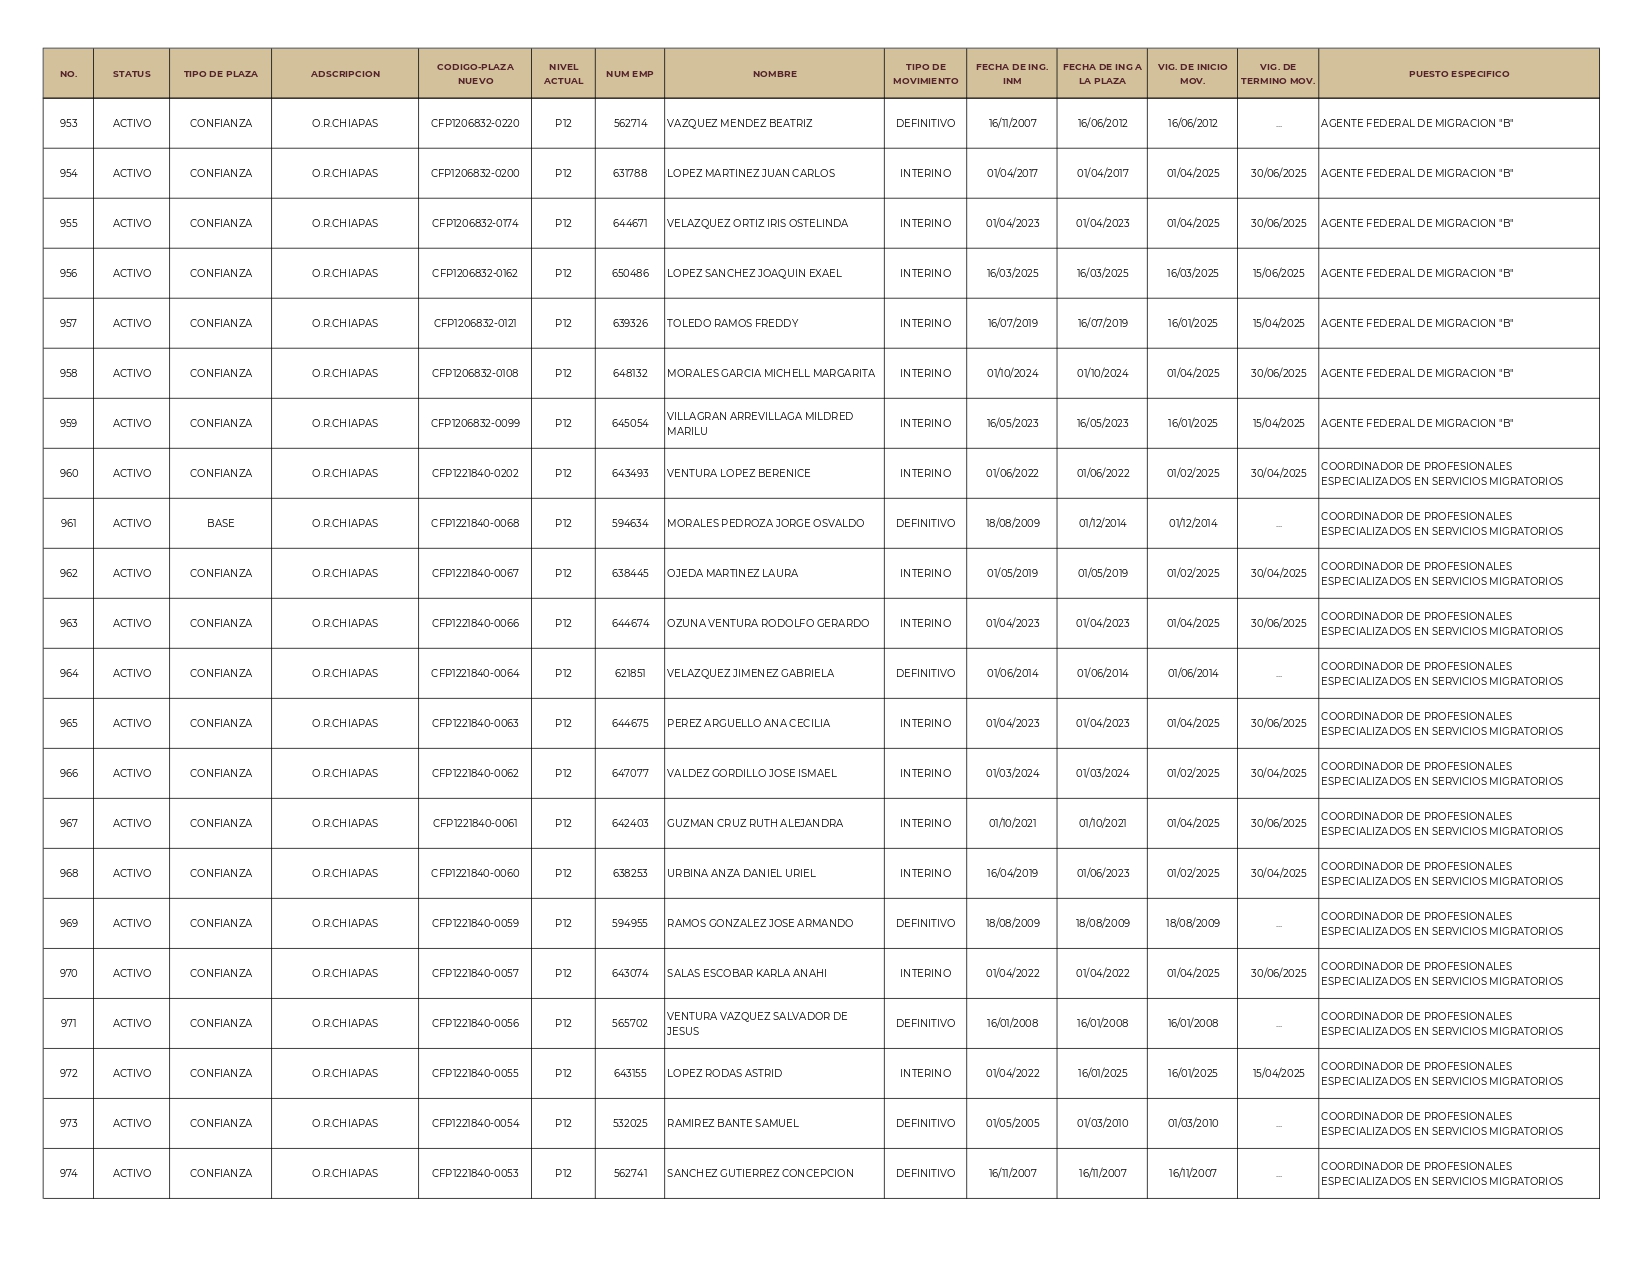 NO. STATUS TIPO DE PLAZA ADSCRIPCION CODIGO-PLAZA NUEVO NIVEL ACTUAL NUM EMP NOMBRE TIPO DE MOVIMIENTO FECHA DE ING. INM FECHA DE ING A LA PLAZA VIG. DE INICIO MOV. VIG. DE TERMINO MOV. PUESTO ESPECIFICO
953 ACTIVO CONFIANZA O.R.CHIAPAS CFP1206832-0220 P12 562714 VAZQUEZ MENDEZ BEATRIZ DEFINITIVO 16/11/2007 16/06/2012 16/06/2012 ... AGENTE FEDERAL DE MIGRACION "B"
954 ACTIVO CONFIANZA O.R.CHIAPAS CFP1206832-0200 P12 631788 LOPEZ MARTINEZ JUAN CARLOS INTERINO 01/04/2017 01/04/2017 01/04/2025 30/06/2025 AGENTE FEDERAL DE MIGRACION "B"
955 ACTIVO CONFIANZA O.R.CHIAPAS CFP1206832-0174 P12 644671 VELAZQUEZ ORTIZ IRIS OSTELINDA INTERINO 01/04/2023 01/04/2023 01/04/2025 30/06/2025 AGENTE FEDERAL DE MIGRACION "B"
956 ACTIVO CONFIANZA O.R.CHIAPAS CFP1206832-0162 P12 650486 LOPEZ SANCHEZ JOAQUIN EXAEL INTERINO 16/03/2025 16/03/2025 16/03/2025 15/06/2025 AGENTE FEDERAL DE MIGRACION "B"
957 ACTIVO CONFIANZA O.R.CHIAPAS CFP1206832-0121 P12 639326 TOLEDO RAMOS FREDDY INTERINO 16/07/2019 16/07/2019 16/01/2025 15/04/2025 AGENTE FEDERAL DE MIGRACION "B"
958 ACTIVO CONFIANZA O.R.CHIAPAS CFP1206832-0108 P12 648132 MORALES GARCIA MICHELL MARGARITA INTERINO 01/10/2024 01/10/2024 01/04/2025 30/06/2025 AGENTE FEDERAL DE MIGRACION "B"
959 ACTIVO CONFIANZA O.R.CHIAPAS CFP1206832-0099 P12 645054 VILLAGRAN ARREVILLAGA MILDRED MARILU INTERINO 16/05/2023 16/05/2023 16/01/2025 15/04/2025 AGENTE FEDERAL DE MIGRACION "B"
960 ACTIVO CONFIANZA O.R.CHIAPAS CFP1221840-0202 P12 643493 VENTURA LOPEZ BERENICE INTERINO 01/06/2022 01/06/2022 01/02/2025 30/04/2025 COORDINADOR DE PROFESIONALES ESPECIALIZADOS EN SERVICIOS MIGRATORIOS
961 ACTIVO BASE O.R.CHIAPAS CFP1221840-0068 P12 594634 MORALES PEDROZA JORGE OSVALDO DEFINITIVO 18/08/2009 01/12/2014 01/12/2014 ... COORDINADOR DE PROFESIONALES ESPECIALIZADOS EN SERVICIOS MIGRATORIOS
962 ACTIVO CONFIANZA O.R.CHIAPAS CFP1221840-0067 P12 638445 OJEDA MARTINEZ LAURA INTERINO 01/05/2019 01/05/2019 01/02/2025 30/04/2025 COORDINADOR DE PROFESIONALES ESPECIALIZADOS EN SERVICIOS MIGRATORIOS
963 ACTIVO CONFIANZA O.R.CHIAPAS CFP1221840-0066 P12 644674 OZUNA VENTURA RODOLFO GERARDO INTERINO 01/04/2023 01/04/2023 01/04/2025 30/06/2025 COORDINADOR DE PROFESIONALES ESPECIALIZADOS EN SERVICIOS MIGRATORIOS
964 ACTIVO CONFIANZA O.R.CHIAPAS CFP1221840-0064 P12 621851 VELAZQUEZ JIMENEZ GABRIELA DEFINITIVO 01/06/2014 01/06/2014 01/06/2014 ... COORDINADOR DE PROFESIONALES ESPECIALIZADOS EN SERVICIOS MIGRATORIOS
965 ACTIVO CONFIANZA O.R.CHIAPAS CFP1221840-0063 P12 644675 PEREZ ARGUELLO ANA CECILIA INTERINO 01/04/2023 01/04/2023 01/04/2025 30/06/2025 COORDINADOR DE PROFESIONALES ESPECIALIZADOS EN SERVICIOS MIGRATORIOS
966 ACTIVO CONFIANZA O.R.CHIAPAS CFP1221840-0062 P12 647077 VALDEZ GORDILLO JOSE ISMAEL INTERINO 01/03/2024 01/03/2024 01/02/2025 30/04/2025 COORDINADOR DE PROFESIONALES ESPECIALIZADOS EN SERVICIOS MIGRATORIOS
967 ACTIVO CONFIANZA O.R.CHIAPAS CFP1221840-0061 P12 642403 GUZMAN CRUZ RUTH ALEJANDRA INTERINO 01/10/2021 01/10/2021 01/04/2025 30/06/2025 COORDINADOR DE PROFESIONALES ESPECIALIZADOS EN SERVICIOS MIGRATORIOS
968 ACTIVO CONFIANZA O.R.CHIAPAS CFP1221840-0060 P12 638253 URBINA ANZA DANIEL URIEL INTERINO 16/04/2019 01/06/2023 01/02/2025 30/04/2025 COORDINADOR DE PROFESIONALES ESPECIALIZADOS EN SERVICIOS MIGRATORIOS
969 ACTIVO CONFIANZA O.R.CHIAPAS CFP1221840-0059 P12 594955 RAMOS GONZALEZ JOSE ARMANDO DEFINITIVO 18/08/2009 18/08/2009 18/08/2009 ... COORDINADOR DE PROFESIONALES ESPECIALIZADOS EN SERVICIOS MIGRATORIOS
970 ACTIVO CONFIANZA O.R.CHIAPAS CFP1221840-0057 P12 643074 SALAS ESCOBAR KARLA ANAHI INTERINO 01/04/2022 01/04/2022 01/04/2025 30/06/2025 COORDINADOR DE PROFESIONALES ESPECIALIZADOS EN SERVICIOS MIGRATORIOS
971 ACTIVO CONFIANZA O.R.CHIAPAS CFP1221840-0056 P12 565702 VENTURA VAZQUEZ SALVADOR DE JESUS DEFINITIVO 16/01/2008 16/01/2008 16/01/2008 ... COORDINADOR DE PROFESIONALES ESPECIALIZADOS EN SERVICIOS MIGRATORIOS
972 ACTIVO CONFIANZA O.R.CHIAPAS CFP1221840-0055 P12 643155 LOPEZ RODAS ASTRID INTERINO 01/04/2022 16/01/2025 16/01/2025 15/04/2025 COORDINADOR DE PROFESIONALES ESPECIALIZADOS EN SERVICIOS MIGRATORIOS
973 ACTIVO CONFIANZA O.R.CHIAPAS CFP1221840-0054 P12 532025 RAMIREZ BANTE SAMUEL DEFINITIVO 01/05/2005 01/03/2010 01/03/2010 ... COORDINADOR DE PROFESIONALES ESPECIALIZADOS EN SERVICIOS MIGRATORIOS
974 ACTIVO CONFIANZA O.R.CHIAPAS CFP1221840-0053 P12 562741 SANCHEZ GUTIERREZ CONCEPCION DEFINITIVO 16/11/2007 16/11/2007 16/11/2007 ... COORDINADOR DE PROFESIONALES ESPECIALIZADOS EN SERVICIOS MIGRATORIOS